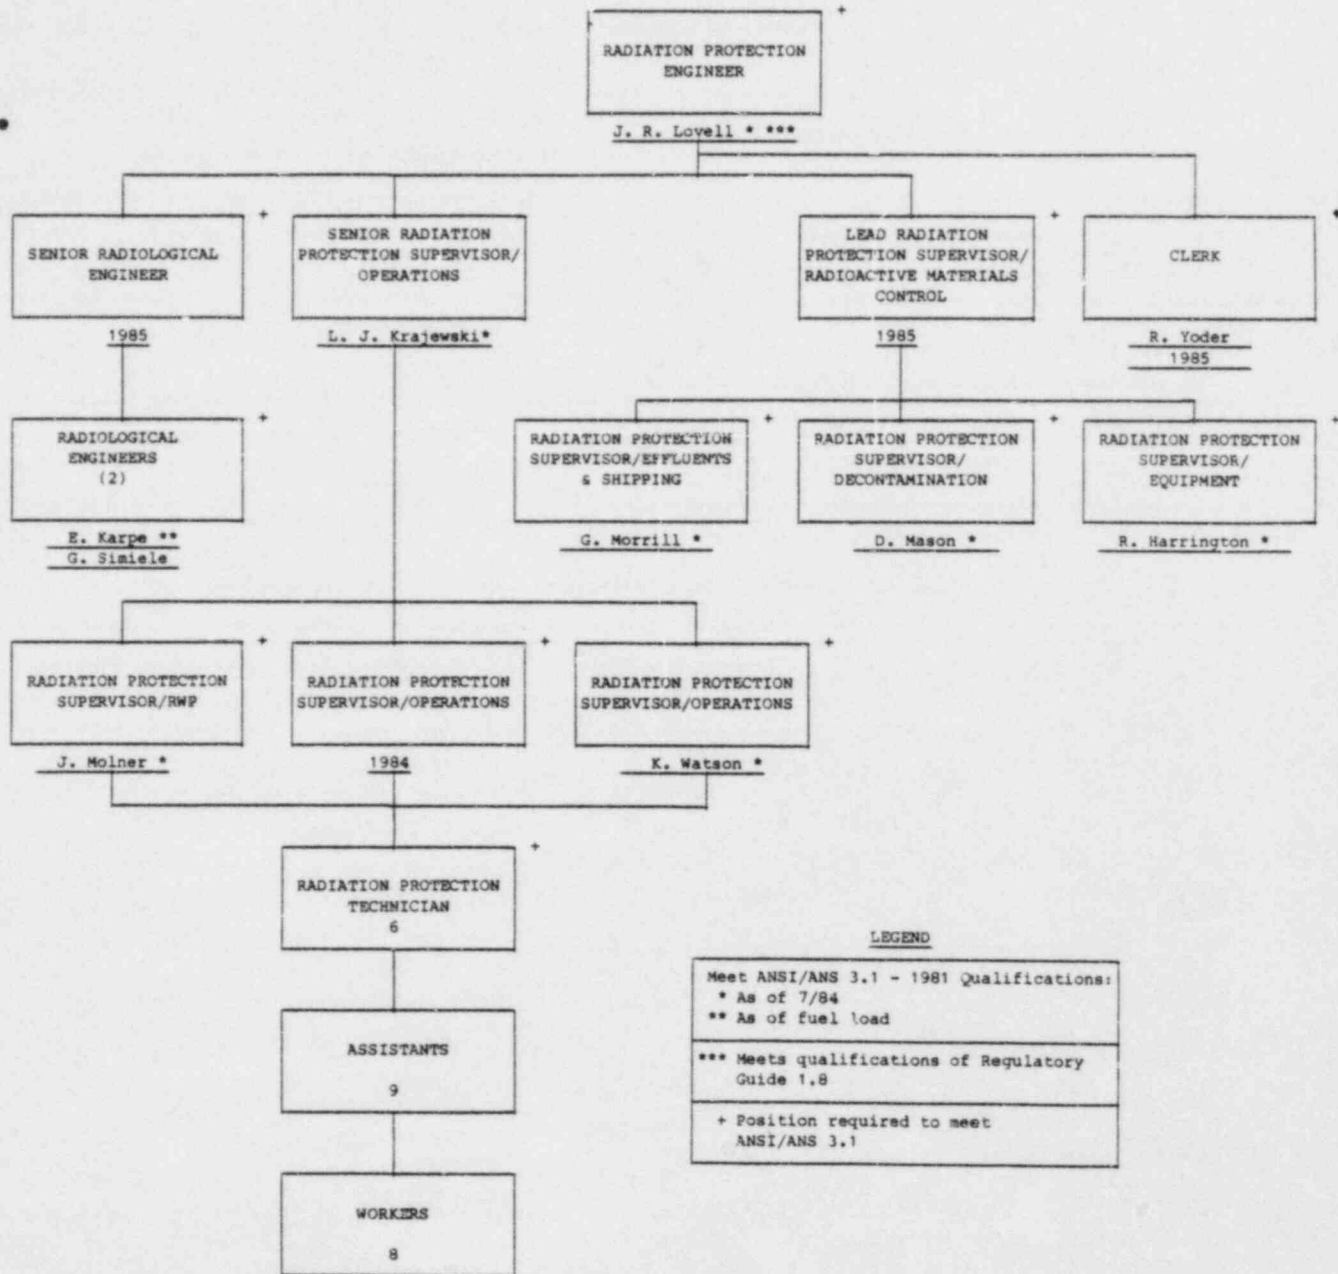 +
RADIATION PROTECTION
ENGINEER
J. R. Lovell * ***
+
SENIOR RADIOLOGICAL
ENGINEER
1985
+
SENIOR RADIATION
PROTECTION SUPERVISOR/
OPERATIONS
L. J. Krajewski*
+
LEAD RADIATION
PROTECTION SUPERVISOR/
RADIOACTIVE MATERIALS
CONTROL
1985
CLERK
R. Yoder
1985
+
RADIOLOGICAL
ENGINEERS
(2)
E. Karpe **
G. Simiele
+
RADIATION PROTECTION
SUPERVISOR/EFFLUENTS
& SHIPPING
G. Morrill *
+
RADIATION PROTECTION
SUPERVISOR/
DECONTAMINATION
D. Mason *
+
RADIATION PROTECTION
SUPERVISOR/
EQUIPMENT
R. Harrington *
+
RADIATION PROTECTION
SUPERVISOR/RWP
J. Molner *
+
RADIATION PROTECTION
SUPERVISOR/OPERATIONS
1984
+
RADIATION PROTECTION
SUPERVISOR/OPERATIONS
K. Watson *
+
RADIATION PROTECTION
TECHNICIAN
6
ASSISTANTS
9
WORKERS
8
LEGEND
Meet ANSI/ANS 3.1 - 1981 Qualifications:
* As of 7/84
** As of fuel load
*** Meets qualifications of Regulatory
Guide 1.8
+ Position required to meet
ANSI/ANS 3.1